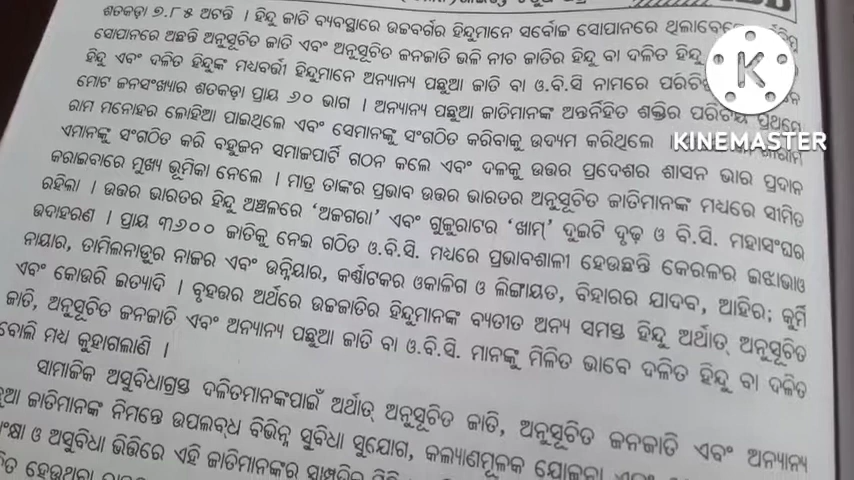 ଶତକଡ଼ା ୭.୮୫ ଅଟନ୍ତି । ହିନ୍ଦୁ ଜାତି ବ୍ୟବସ୍ଥାରେ ଉଚ୍ଚବର୍ଗର ହିନ୍ଦୁମାନେ ସର୍ବୋଚ୍ଚ ସୋପାନରେ ଥିଲାବେଳେ
ସୋପାନରେ ଅଛନ୍ତି ଅନୁସୂଚିତ ଜାତି ଏବଂ ଅନୁସୂଚିତ ଜନଜାତି ଭଳି ନୀଚ ଜାତିର ହିନ୍ଦୁ ବା ଦଳିତ ହିନ୍ଦୁ
ହିନ୍ଦୁ ଏବଂ ଦଳିତ ହିନ୍ଦୁଙ୍କ ମଧ୍ୟବର୍ତ୍ତୀ ହିନ୍ଦୁମାନେ ଅନ୍ୟାନ୍ୟ ପଛୁଆ ଜାତି ବା ଓ.ବି.ସି ନାମରେ ପରିଚିତ
ମୋଟ ଜନସଂଖ୍ୟାର ଶତକଡ଼ା ପ୍ରାୟ ୬୦ ଭାଗ । ଅନ୍ୟାନ୍ୟ ପଛୁଆ ଜାତିମାନଙ୍କ ଅନ୍ତର୍ନିହିତ ଶକ୍ତିର ପରିଚୟ ପ୍ରଥମେ
ରାମ ମନୋହର ଲୋହିଆ ପାଇଥିଲେ ଏବଂ ସେମାନଙ୍କୁ ସଂଗଠିତ କରିବାକୁ ଉଦ୍ୟମ କରିଥିଲେ ।
KINEMASTER
ଏମାନଙ୍କୁ ସଂଗଠିତ କରି ବହୁଜନ ସମାଜପାର୍ଟି ଗଠନ କଲେ ଏବଂ ଦଳକୁ ଉତ୍ତର ପ୍ରଦେଶର ଶାସନ ଭାର ପ୍ରଦାନ
କରାଇବାରେ ମୁଖ୍ୟ ଭୂମିକା ନେଲେ । ମାତ୍ର ତାଙ୍କର ପ୍ରଭାବ ଉତ୍ତର ଭାରତର ଅନୁସୂଚିତ ଜାତିମାନଙ୍କ ମଧ୍ୟରେ ସୀମିତ
ରହିଲା । ଉତ୍ତର ଭାରତର ହିନ୍ଦୁ ଅଞ୍ଚଳରେ ‘ଅଜଗରା’ ଏବଂ ଗୁଜୁରାଟର ‘ଖାମ୍’ ଦୁଇଟି ଦୃଢ଼ ଓ ବି.ସି. ମହାସଂଘର
ଉଦାହରଣ । ପ୍ରାୟ ୩୬୦୦ ଜାତିକୁ ନେଇ ଗଠିତ ଓ.ବି.ସି. ମଧ୍ୟରେ ପ୍ରଭାବଶାଳୀ ହେଉଛନ୍ତି କେରଳର ଇଝାଭାଓ
ନାୟାର, ତାମିଲନାଡୁର ନାଜର ଏବଂ ଉନ୍ନିୟାର, କର୍ଣ୍ଣାଟକର ଓକାଳିଗ ଓ ଲିଙ୍ଗାୟତ, ବିହାରର ଯାଦବ, ଆହିର; କୁର୍ମି
ଏବଂ କୋଉରି ଇତ୍ୟାଦି । ବୃହତ୍ତର ଅର୍ଥରେ ଉଚ୍ଚଜାତିର ହିନ୍ଦୁମାନଙ୍କ ବ୍ୟତୀତ ଅନ୍ୟ ସମସ୍ତ ହିନ୍ଦୁ ଅର୍ଥାତ୍ ଅନୁସୂଚିତ
ଜାତି, ଅନୁସୂଚିତ ଜନଜାତି ଏବଂ ଅନ୍ୟାନ୍ୟ ପଛୁଆ ଜାତି ବା ଓ.ବି.ସି. ମାନଙ୍କୁ ମିଳିତ ଭାବେ ଦଳିତ ହିନ୍ଦୁ ବା ଦଳିତ
ବୋଲି ମଧ୍ୟ କୁହାଗଲାଣି ।
ସାମାଜିକ ଅସୁବିଧାଗ୍ରସ୍ତ ଦଳିତମାନଙ୍କପାଇଁ ଅର୍ଥାତ୍ ଅନୁସୂଚିତ ଜାତି, ଅନୁସୂଚିତ ଜନଜାତି ଏବଂ ଅନ୍ୟାନ୍ୟ
ଜାତିମାନଙ୍କ ନିମନ୍ତେ ଉପଲବ୍ଧ ବିଭିନ୍ନ ସୁବିଧା ସୁଯୋଗ, କଲ୍ୟାଣମୂଳକ ଯୋଜନା
ଓ ଅସୁବିଧା ଭିତ୍ତିରେ ଏହି ଜାତିମାନଙ୍କର